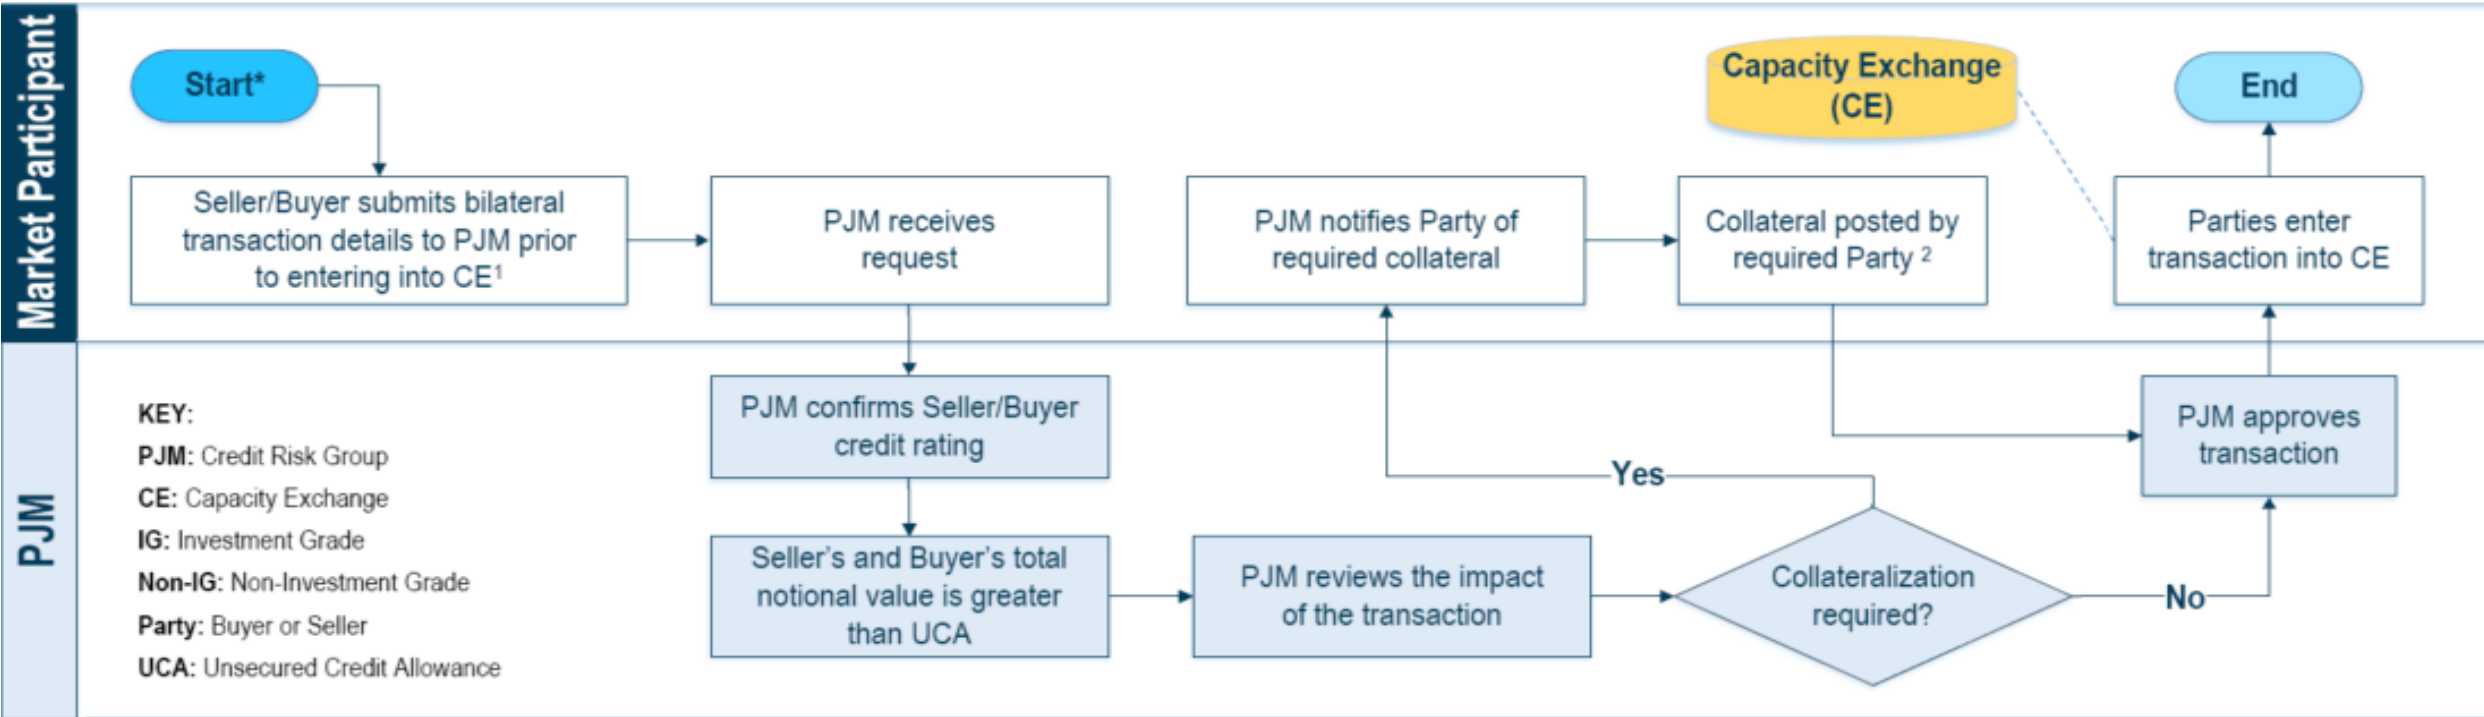 Market Participant
Start*
Capacity Exchange
(CE)
End
Seller/Buyer submits bilateral
transaction details to PJM prior
to entering into CE¹
PJM receives
request
PJM notifies Party of
required collateral
Collateral posted by
required Party ²
Parties enter
transaction into CE
PJM
KEY:
PJM: Credit Risk Group
CE: Capacity Exchange
IG: Investment Grade
Non-IG: Non-Investment Grade
Party: Buyer or Seller
UCA: Unsecured Credit Allowance
PJM confirms Seller/Buyer
credit rating
Seller’s and Buyer’s total
notional value is greater
than UCA
PJM reviews the impact
of the transaction
Yes
Collateralization
required?
No
PJM approves
transaction